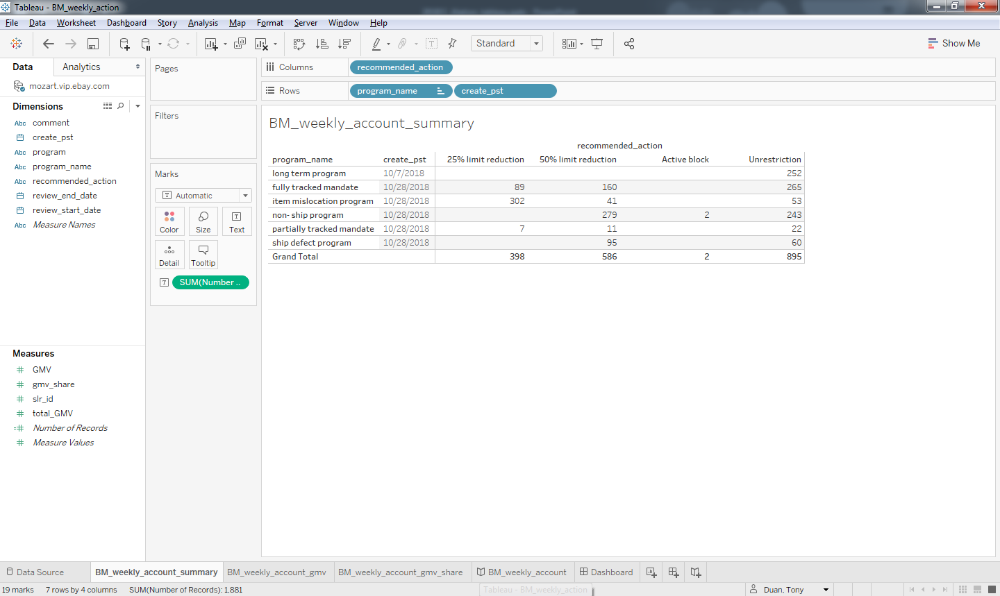 Tableau - BM_weekly_action
File Data Worksheet Dashboard Story Analysis Map Format Server Window Help
Standard
Show Me
Data Analytics
mozart.vip.ebay.com
Dimensions
Abc comment
create_pst
Abc program
Abc program_name
Abc recommended_action
review_end_date
review_start_date
Abc Measure Names
Measures
# GMV
# gmv_share
# slr_id
# total_GMV
=# Number of Records
# Measure Values
Pages
Filters
Marks
T Automatic
Color Size Text
Detail Tooltip
T SUM(Number ..
Columns recommended_action
Rows program_name create_pst
BM_weekly_account_summary
recommended_action
program_name create_pst 25% limit reduction 50% limit reduction Active block Unrestriction
long term program 10/7/2018 252
fully tracked mandate 10/28/2018 89 160 265
item mislocation program 10/28/2018 302 41 53
non- ship program 10/28/2018 279 2 243
partially tracked mandate 10/28/2018 7 11 22
ship defect program 10/28/2018 95 60
Grand Total 398 586 2 895
Data Source BM_weekly_account_summary BM_weekly_account_gmv BM_weekly_account_gmv_share BM_weekly_account Dashboard
19 marks 7 rows by 4 columns SUM(Number of Records): 1,881 Tableau - BM_weekly_action Duan, Tony